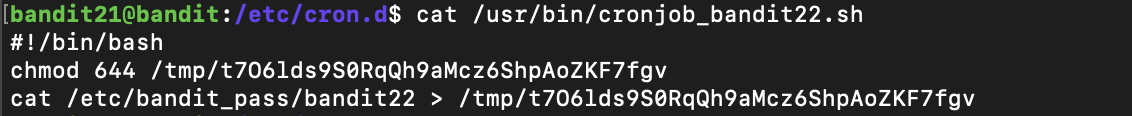 [bandit21@bandit:/etc/cron.d$ cat /usr/bin/cronjob_bandit22.sh
#!/bin/bash
chmod 644 /tmp/t7O6lds9S0RqQh9aMcz6ShpAoZKF7fgv
cat /etc/bandit_pass/bandit22 > /tmp/t7O6lds9S0RqQh9aMcz6ShpAoZKF7fgv